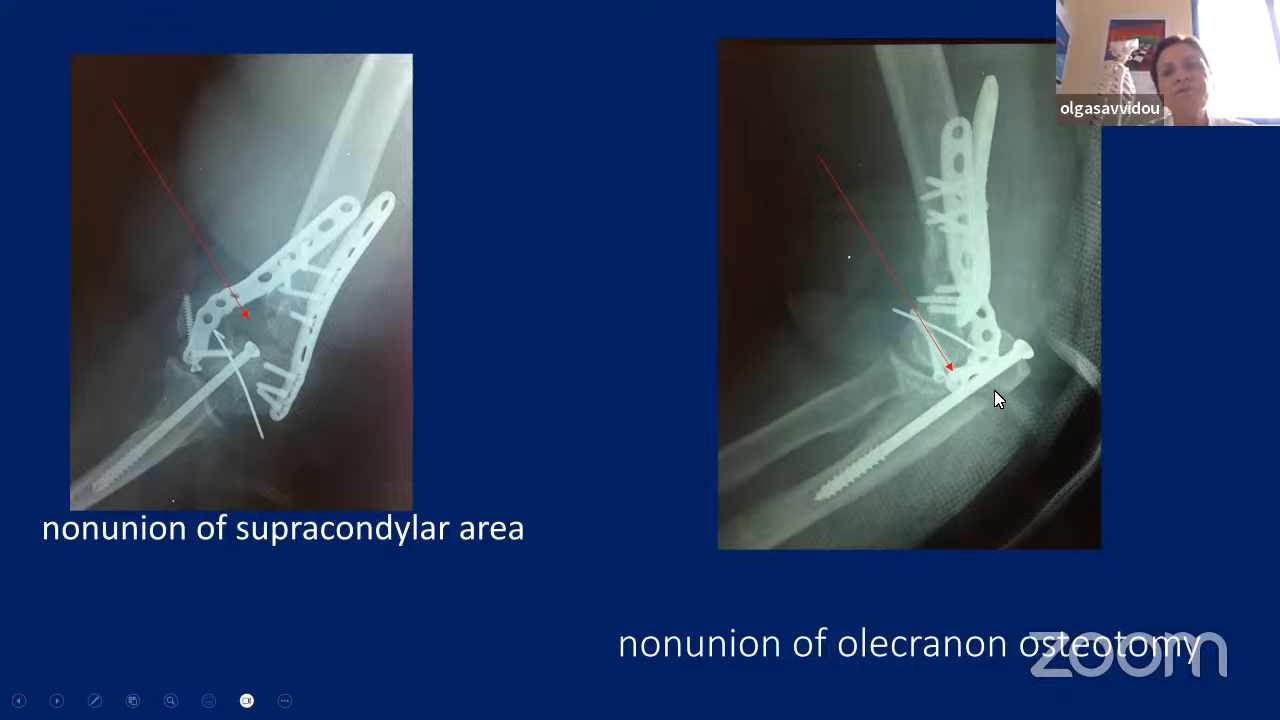 olgasavvidou
nonunion of supracondylar area
nonunion of olecranon osteotomy
zoom